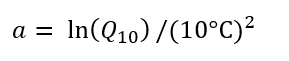 a = ln(Q₁₀) / (10°C)²